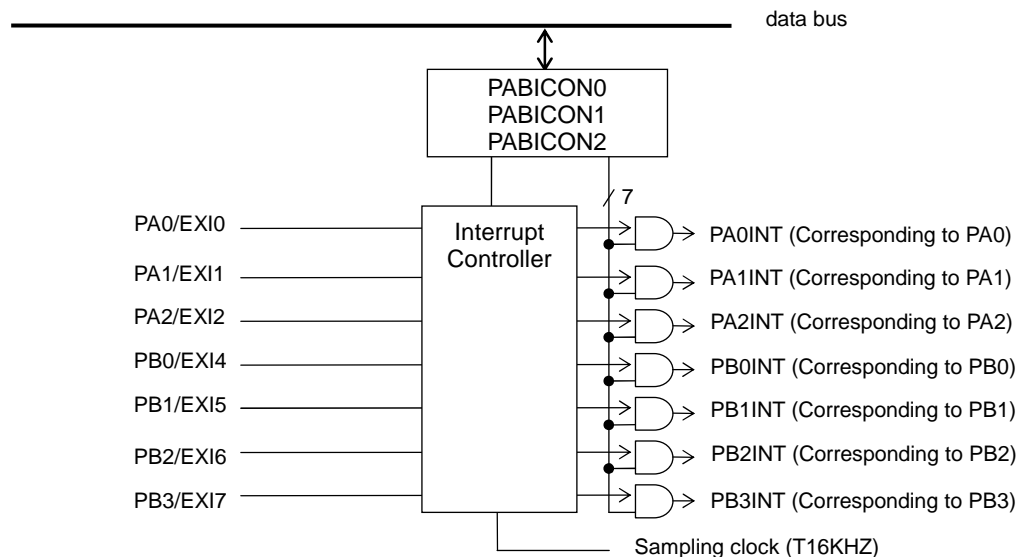 data bus
PABICON0
PABICON1
PABICON2
7
PA0/EXI0
Interrupt
Controller
PA0INT (Corresponding to PA0)
PA1/EXI1
PA1INT (Corresponding to PA1)
PA2/EXI2
PA2INT (Corresponding to PA2)
PB0/EXI4
PB0INT (Corresponding to PB0)
PB1/EXI5
PB1INT (Corresponding to PB1)
PB2/EXI6
PB2INT (Corresponding to PB2)
PB3/EXI7
PB3INT (Corresponding to PB3)
Sampling clock (T16KHZ)